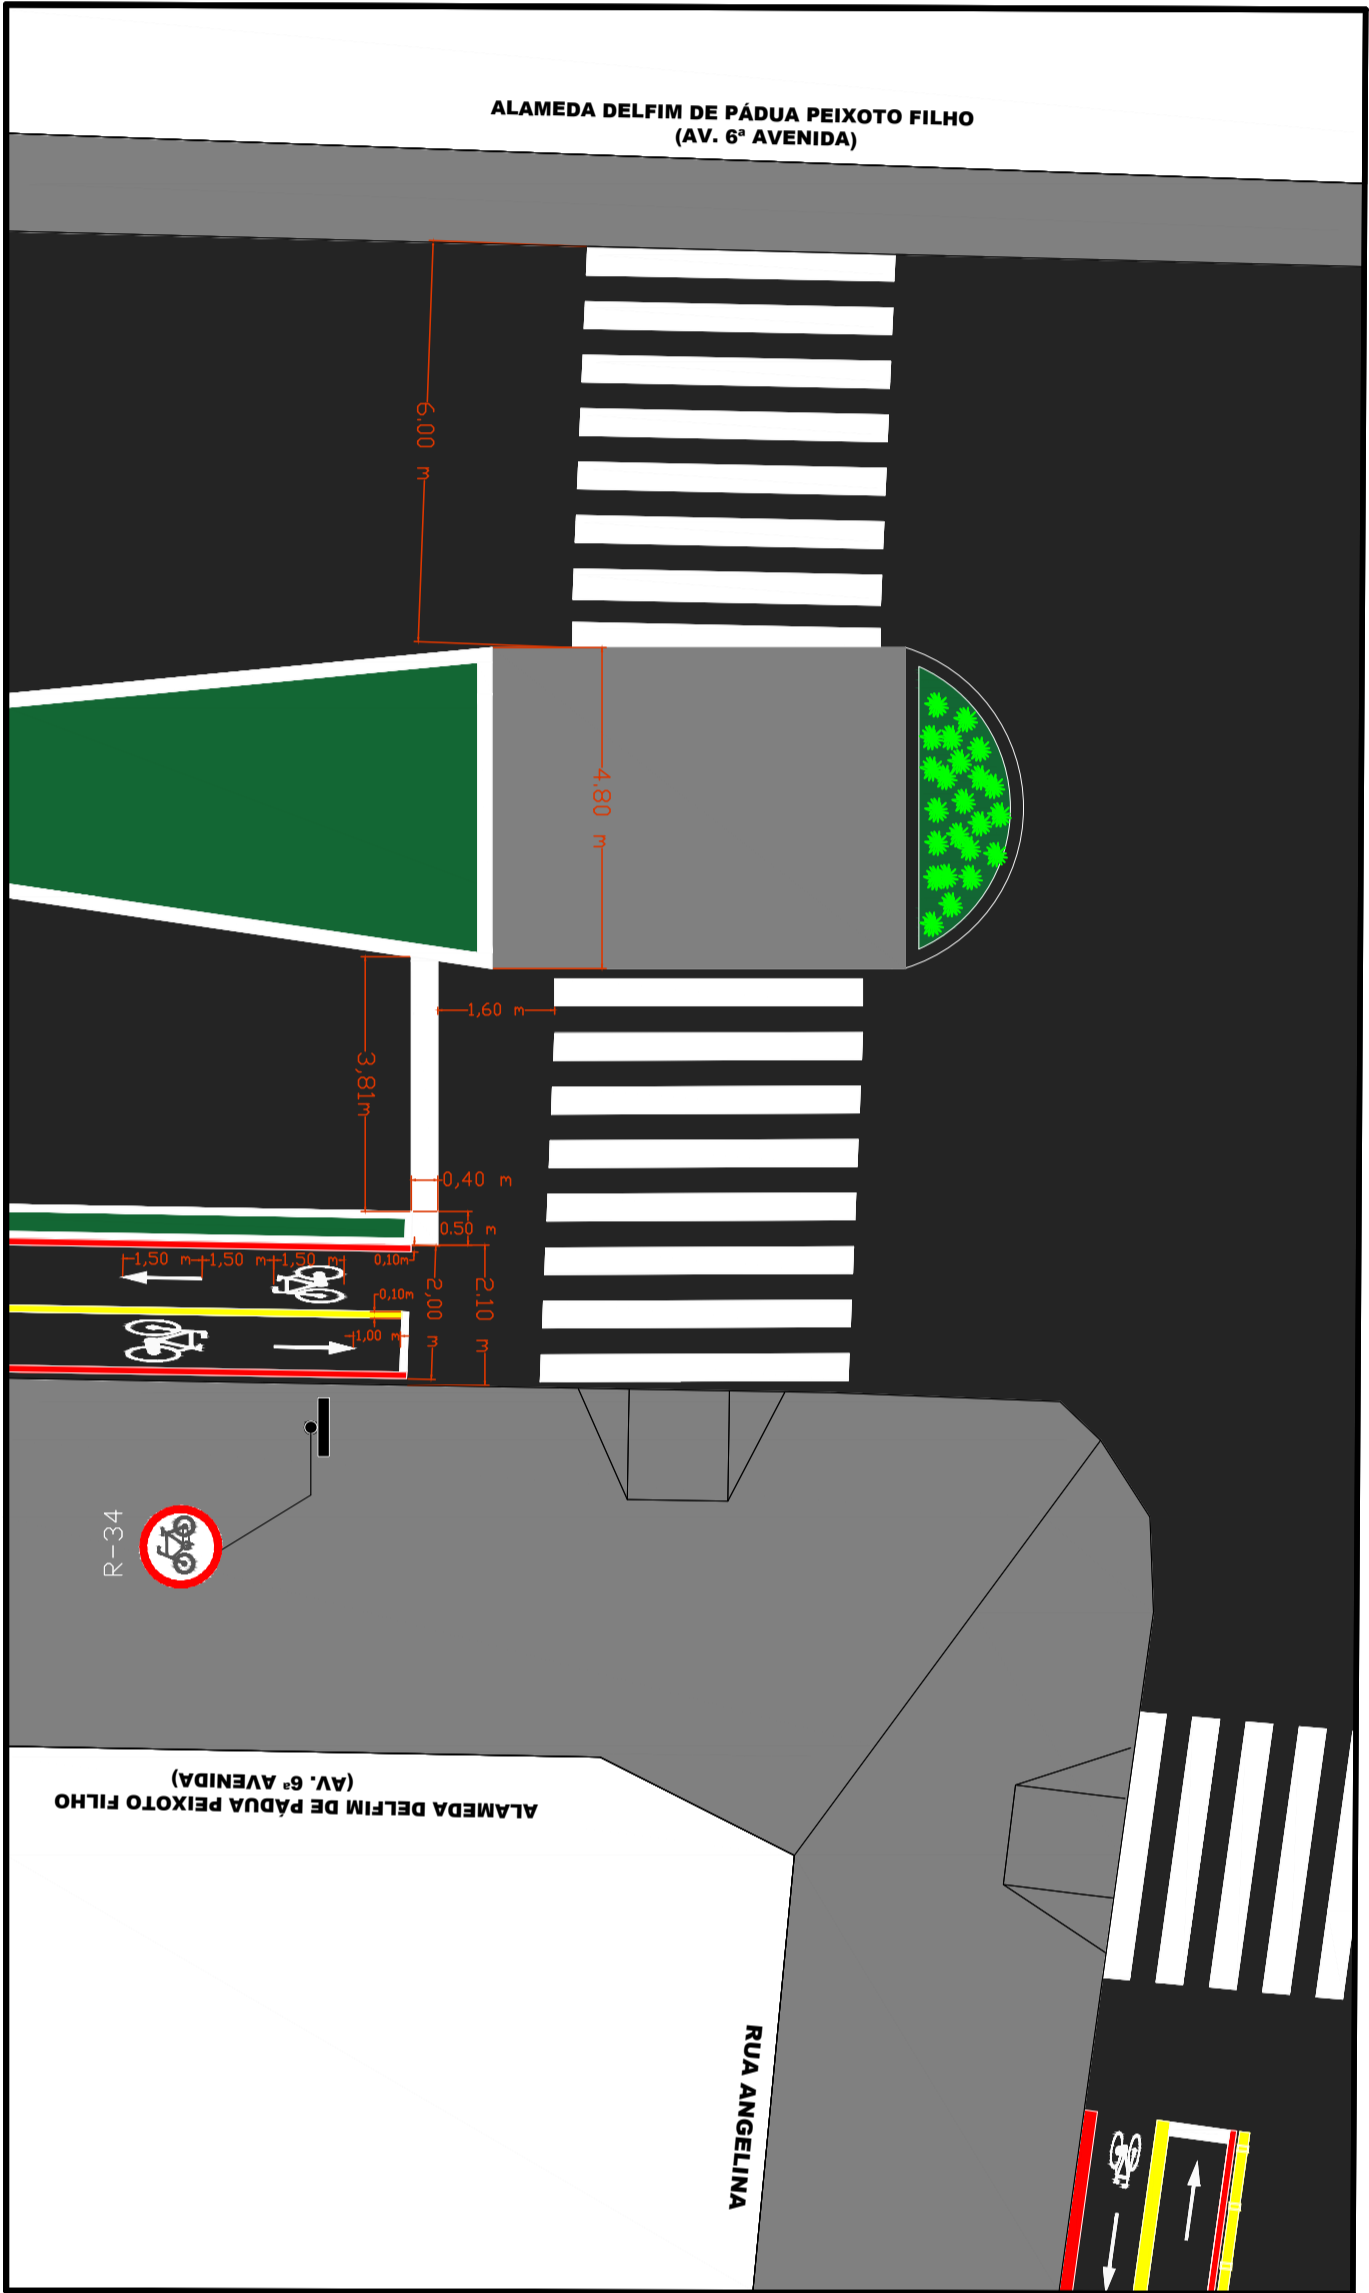 ALAMEDA DELFIM DE PÁDUA PEIXOTO FILHO
(AV. 6ª AVENIDA)
6.00 m
4.80 m
1,60 m
3,81m
0,40 m
0.50 m
1,50 m
1,50 m
1,50 m
0,10m
0,10m
2,00 m
2.10 m
1,00 m
R-34
ALAMEDA DELFIM DE PÁDUA PEIXOTO FILHO
(AV. 6ª AVENIDA)
RUA ANGELINA